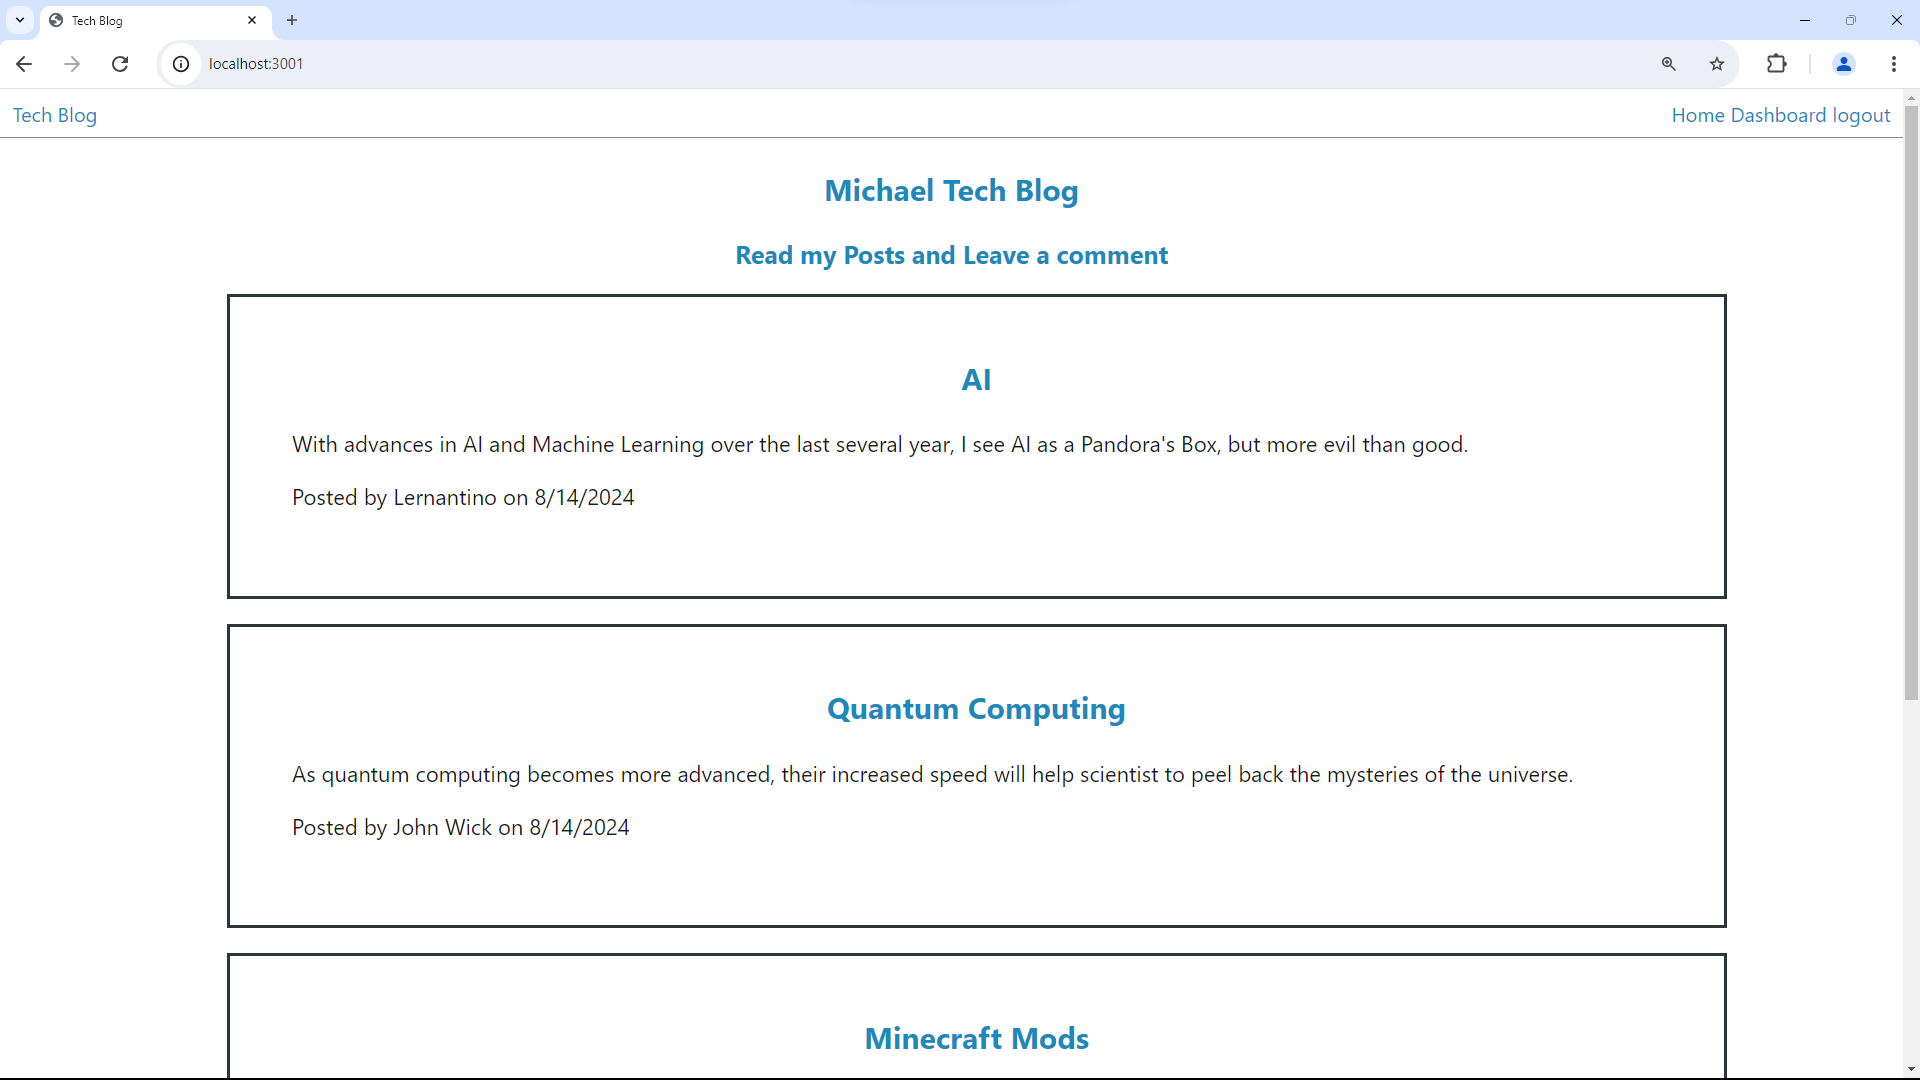 Tech Blog
localhost:3001
Tech Blog
Home Dashboard logout
Michael Tech Blog
Read my Posts and Leave a comment
AI
With advances in AI and Machine Learning over the last several year, I see AI as a Pandora's Box, but more evil than good.
Posted by Lernantino on 8/14/2024
Quantum Computing
As quantum computing becomes more advanced, their increased speed will help scientist to peel back the mysteries of the universe.
Posted by John Wick on 8/14/2024
Minecraft Mods